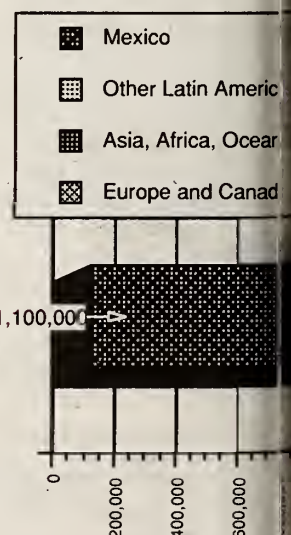 Mexico
Other Latin Americ
Asia, Africa, Ocean
Europe and Canad
1,100,000
0
200,000
400,000
600,000